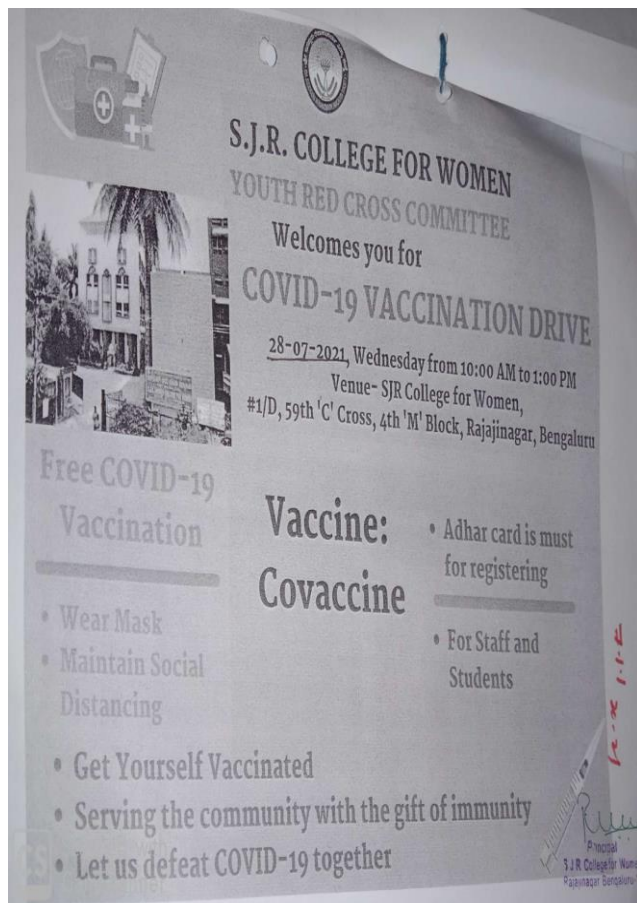 S.J.R. COLLEGE FOR WOMEN
YOUTH RED CROSS COMMITTEE
Welcomes you for
COVID-19 VACCINATION DRIVE
28-07-2021, Wednesday from 10:00 AM to 1:00 PM
Venue- SJR College for Women,
#1/D, 59th 'C' Cross, 4th 'M' Block, Rajajinagar, Bengaluru
Free COVID-19
Vaccination
• Wear Mask
• Maintain Social
Distancing
Vaccine:
Covaccine
• Adhar card is must
for registering
• For Staff and
Students
• Get Yourself Vaccinated
• Serving the community with the gift of immunity
• Let us defeat COVID-19 together
Principal
S J R College for
Rajajinagar Bengaluru-